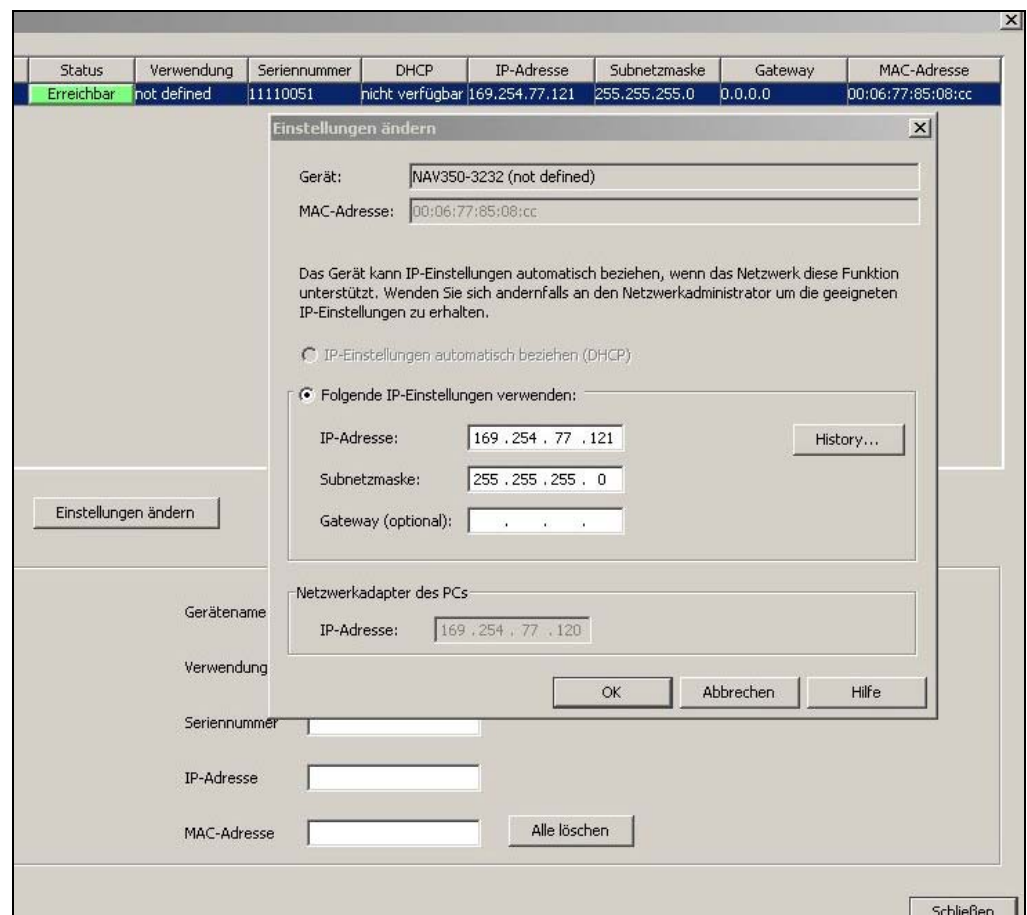 Status Verwendung Seriennummer DHCP IP-Adresse Subnetzmaske Gateway MAC-Adresse
Erreichbar not defined 11110051 nicht verfügbar 169.254.77.121 255.255.255.0 0.0.0.0 00:06:77:85:08:cc
Einstellungen ändern
Gerät: NAV350-3232 (not defined)
MAC-Adresse: 00:06:77:85:08:cc
Das Gerät kann IP-Einstellungen automatisch beziehen, wenn das Netzwerk diese Funktion
unterstützt. Wenden Sie sich andernfalls an den Netzwerkadministrator um die geeigneten
IP-Einstellungen zu erhalten.
IP-Einstellungen automatisch beziehen (DHCP)
Folgende IP-Einstellungen verwenden:
IP-Adresse: 169 . 254 . 77 . 121
History...
Subnetzmaske: 255 . 255 . 255 . 0
Gateway (optional): . . .
Netzwerkadapter des PCs
IP-Adresse: 169 . 254 . 77 . 120
OK Abbrechen Hilfe
Einstellungen ändern
Gerätename
Verwendung
Seriennummer
IP-Adresse
MAC-Adresse
Alle löschen
Schließen